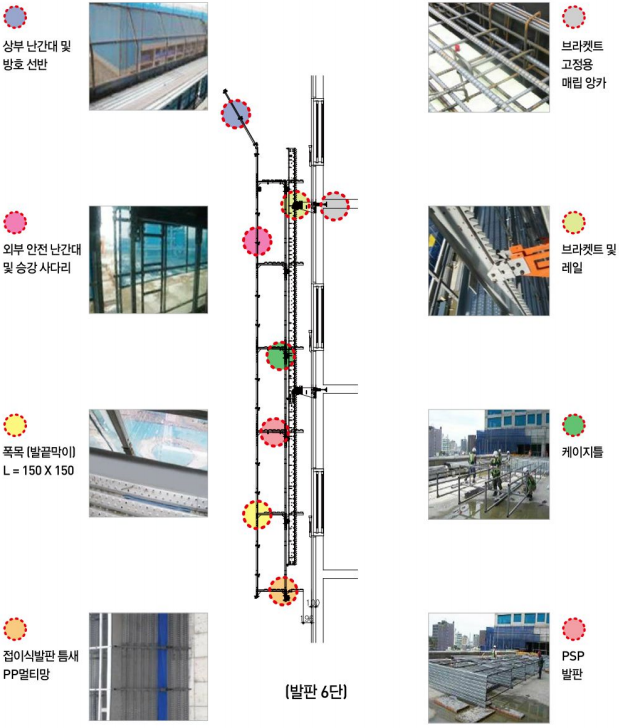 상부 난간대 및
방호 선반
브라켓트
고정용
매립 앙카
외부 안전 난간대
및 승강 사다리
브라켓트 및
레일
폭목 (발끝막이)
L = 150 X 150
케이지틀
접이식발판 틈새
PP멀티망
100
196
(발판 6단)
PSP
발판